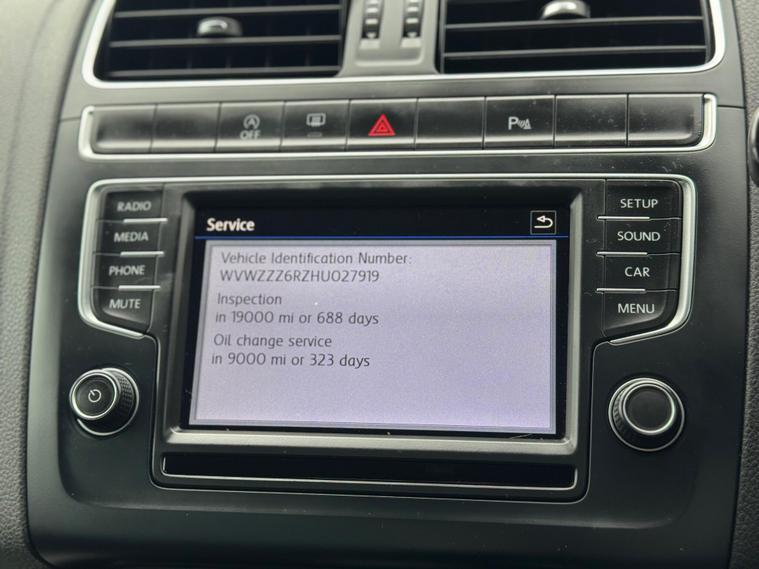 OFF
P
RADIO
MEDIA
PHONE
MUTE
Service
Vehicle Identification Number:
WVWZZZ6RZHU027919
Inspection
in 19000 mi or 688 days
Oil change service
in 9000 mi or 323 days
SETUP
SOUND
CAR
MENU